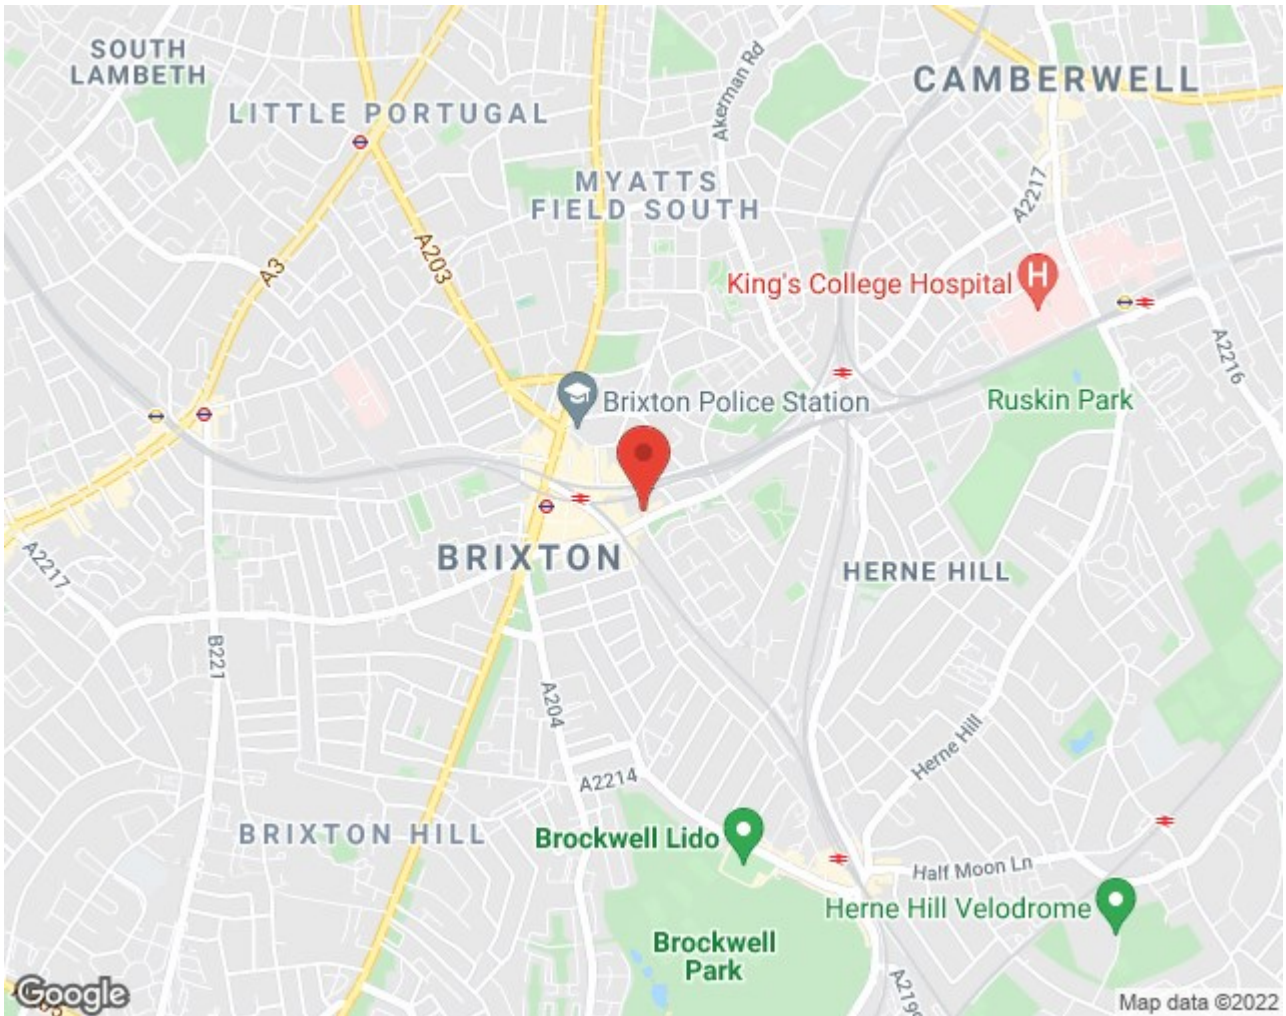 SOUTH
LAMBETH
LITTLE PORTUGAL
Akerman Rd
CAMBERWELL
MYATTS
FIELD SOUTH
A2217
A203
A3
King's College Hospital
H
A2216
Brixton Police Station
Ruskin Park
BRIXTON
HERNE HILL
A2217
B221
A204
Herne Hill
A2214
BRIXTON HILL
Brockwell Lido
Half Moon Ln
Herne Hill Velodrome
Brockwell
Park
A2199
Google
Map data ©2022